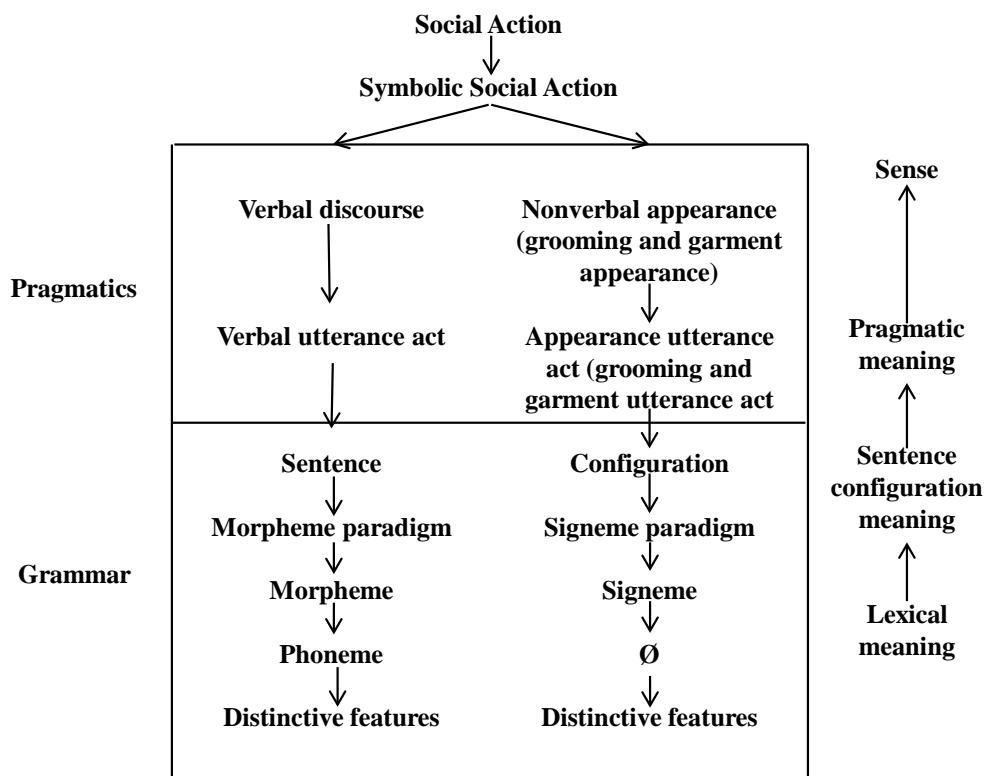 Social Action
Symbolic Social Action
Pragmatics
Verbal discourse
Verbal utterance act
Nonverbal appearance
(grooming and garment
appearance)
Appearance utterance
act (grooming and
garment utterance act
Grammar
Sentence
Morpheme paradigm
Morpheme
Phoneme
Distinctive features
Configuration
Signeme paradigm
Signeme
Ø
Distinctive features
Sense
Pragmatic
meaning
Sentence
configuration
meaning
Lexical
meaning